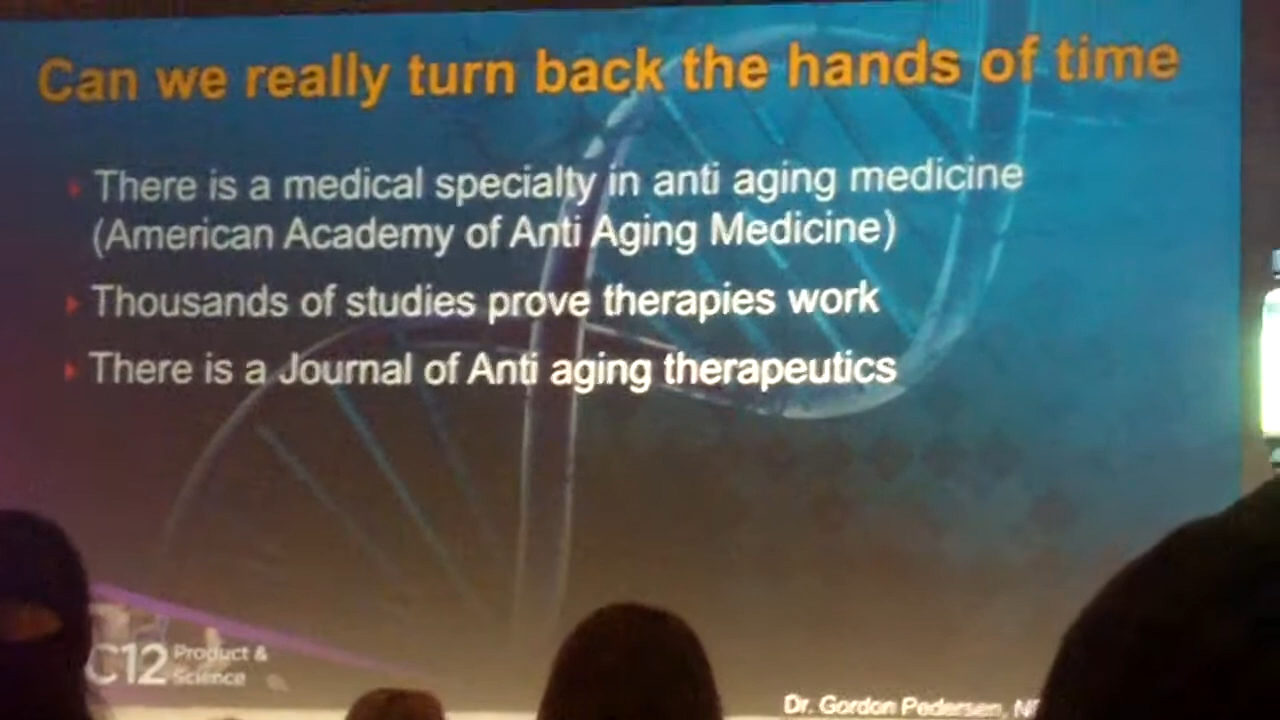 Can we really turn back the hands of time
There is a medical specialty in anti aging medicine
(American Academy of Anti Aging Medicine)
Thousands of studies prove therapies work
There is a Journal of Anti aging therapeutics
C12 Product &
Science
Dr. Gordon Pedersen,